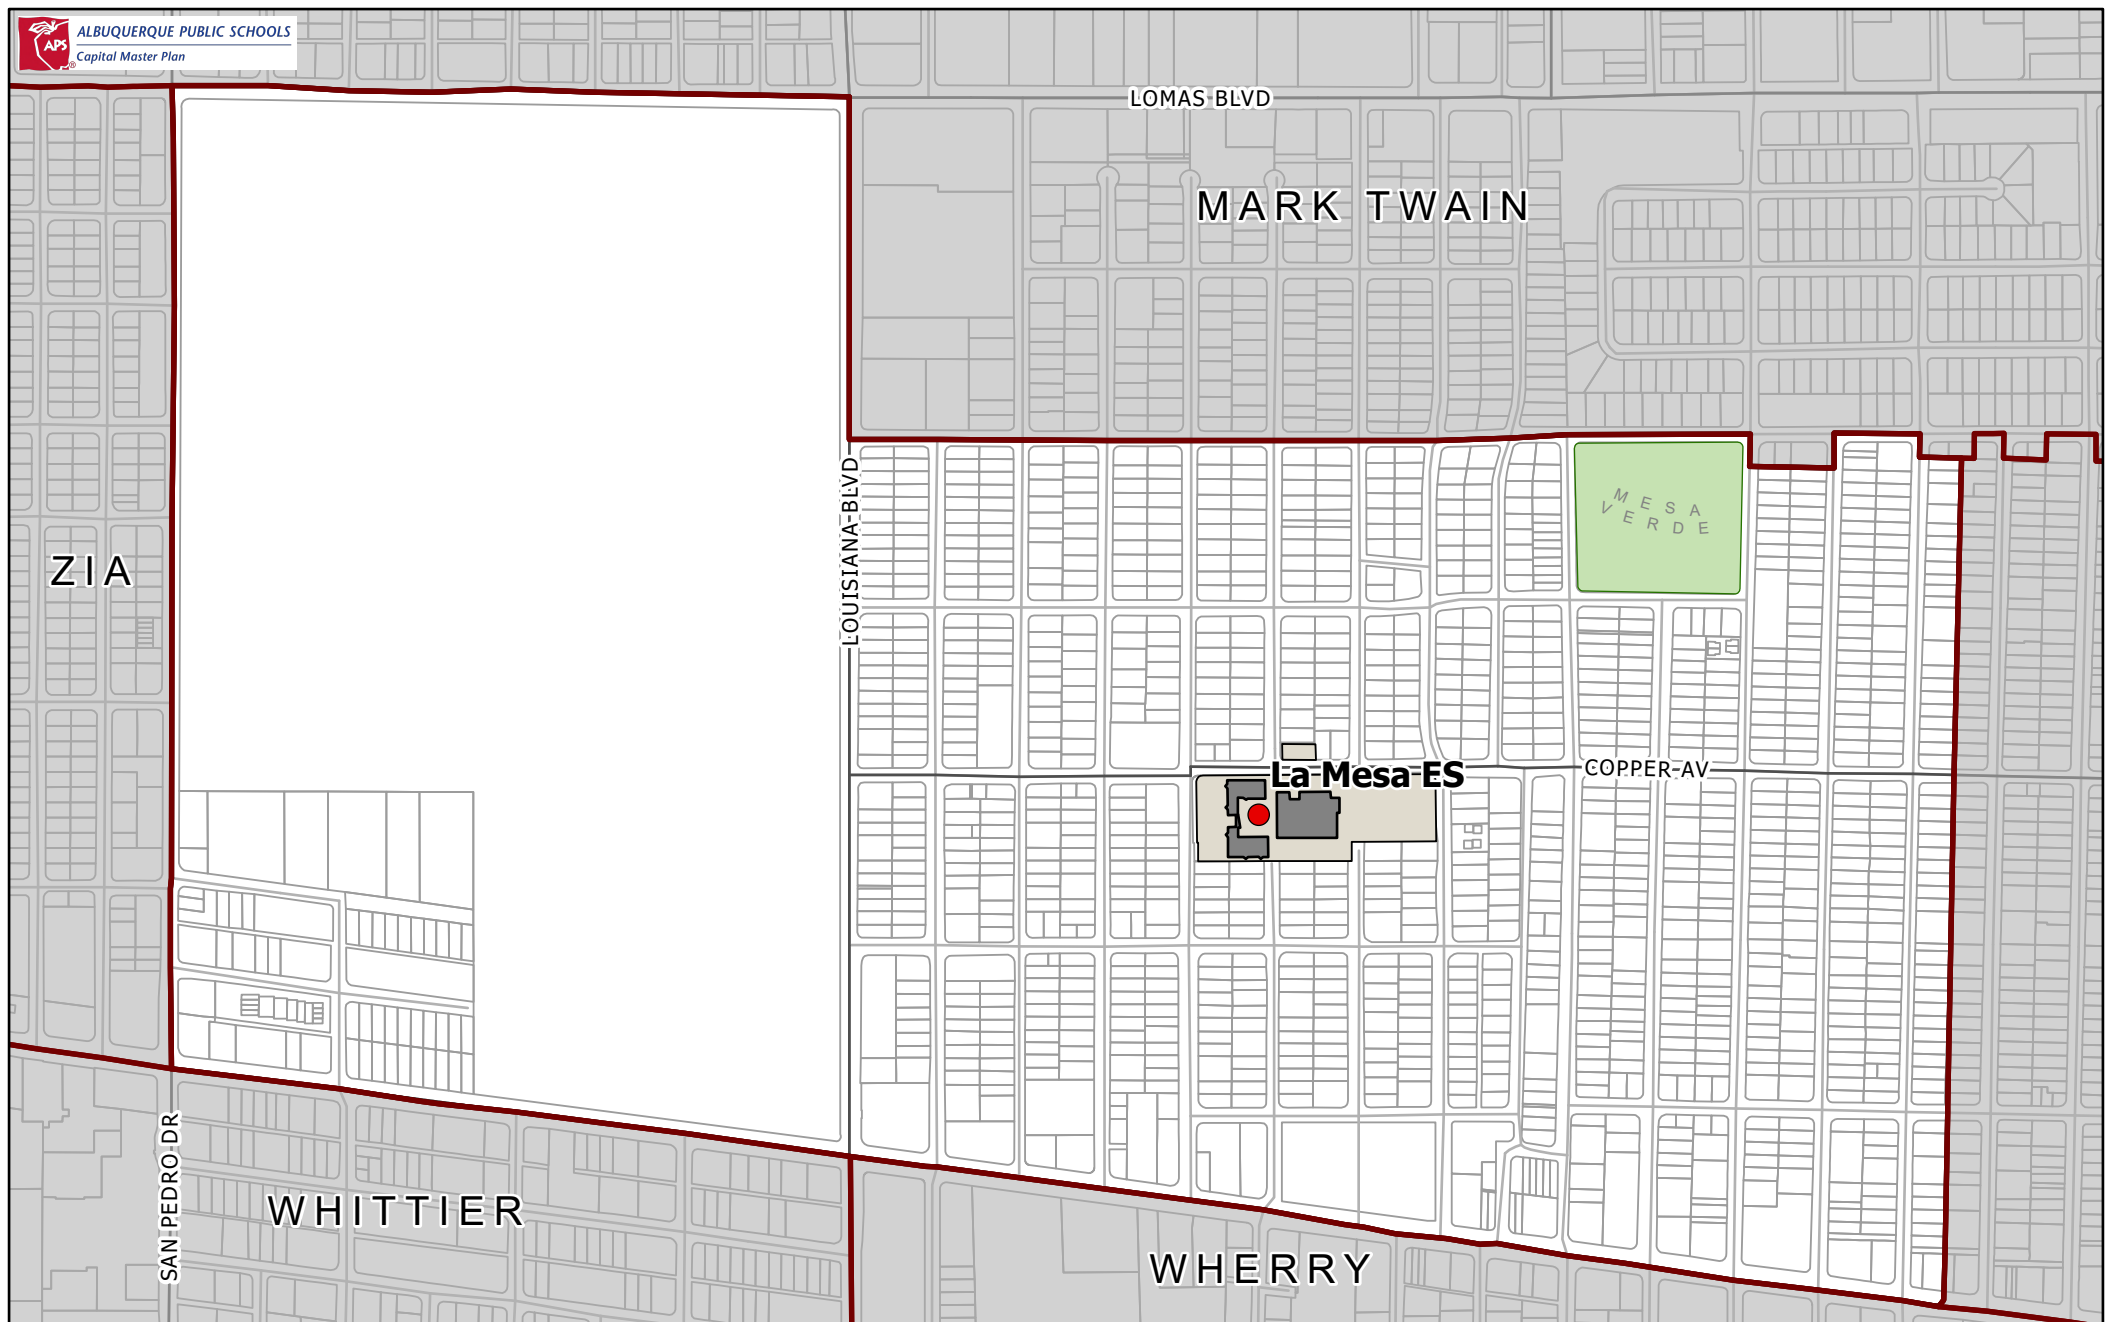 ALBUQUERQUE PUBLIC SCHOOLS
APS
®
Capital Master Plan
LOMAS BLVD
MARK TWAIN
LOUISIANA BLVD
MESA
VERDE
ZIA
La Mesa ES
COPPER AV
SAN PEDRO DR
WHITTIER
WHERRY